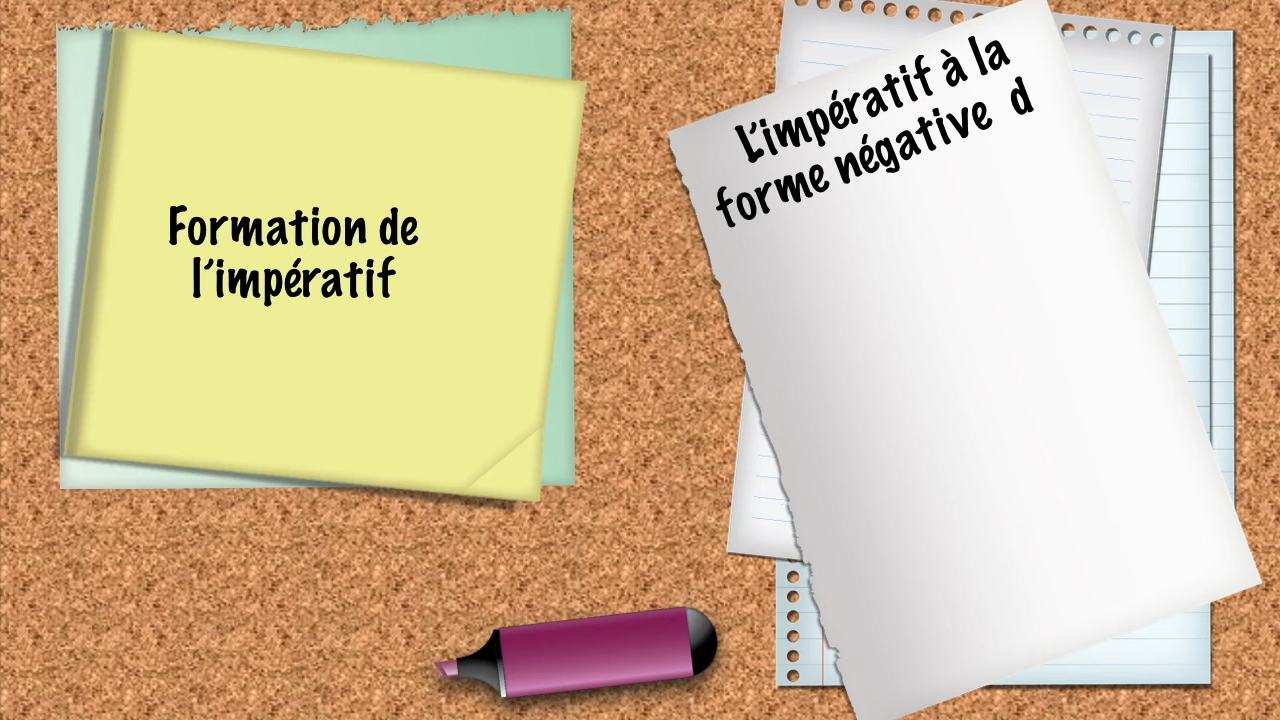 Formation de
l'impératif
L'impératif à la
forme négative d